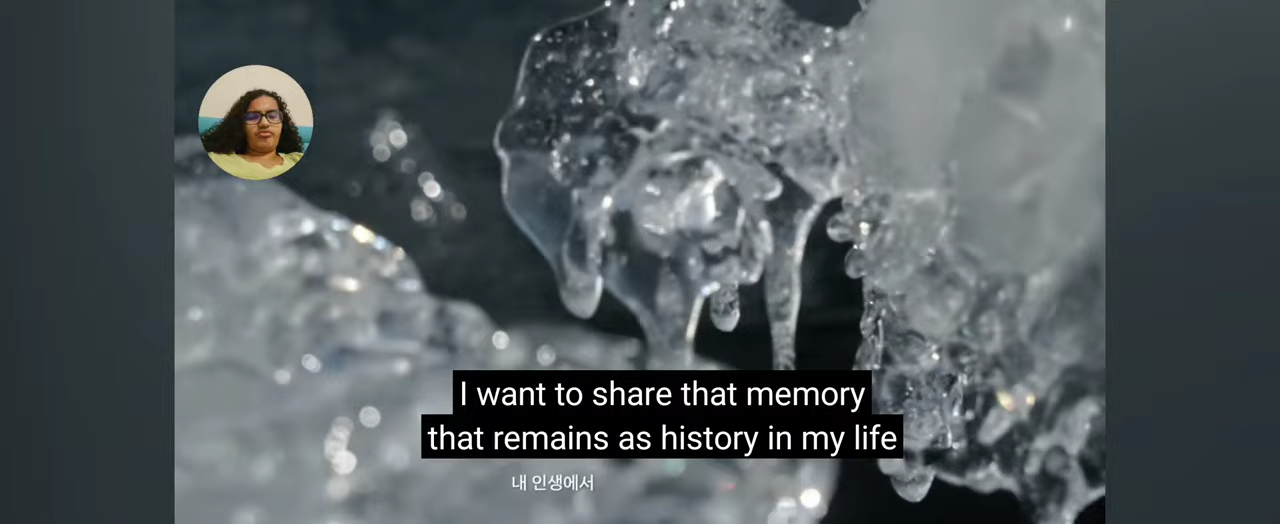 I want to share that memory
that remains as history in my life
내 인생에서